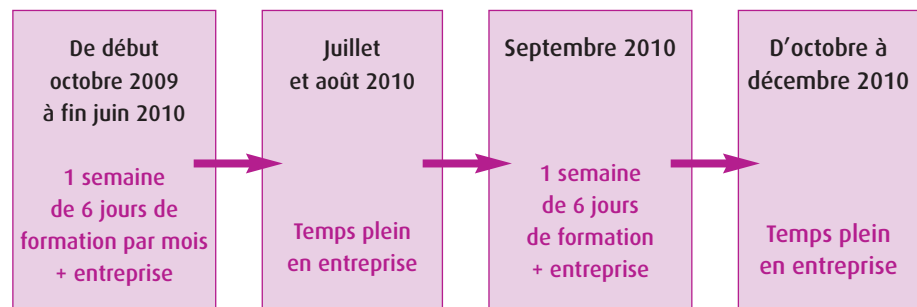 De début
octobre 2009
à fin juin 2010
1 semaine
de 6 jours de
formation par mois
+ entreprise
Juillet
et août 2010
Temps plein
en entreprise
Septembre 2010
1 semaine
de 6 jours
de formation
+ entreprise
D'octobre à
décembre 2010
Temps plein
en entreprise